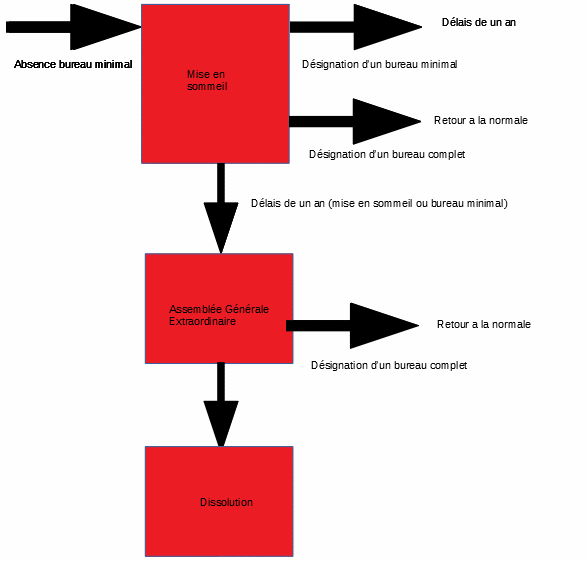 Délais de un an
Absence bureau minimal
Désignation d'un bureau minimal
Mise en
sommeil
Retour a la normale
Désignation d'un bureau complet
Délais de un an (mise en sommeil ou bureau minimal)
Assemblée Générale
Extraordinaire
Retour a la normale
Désignation d'un bureau complet
Dissolution